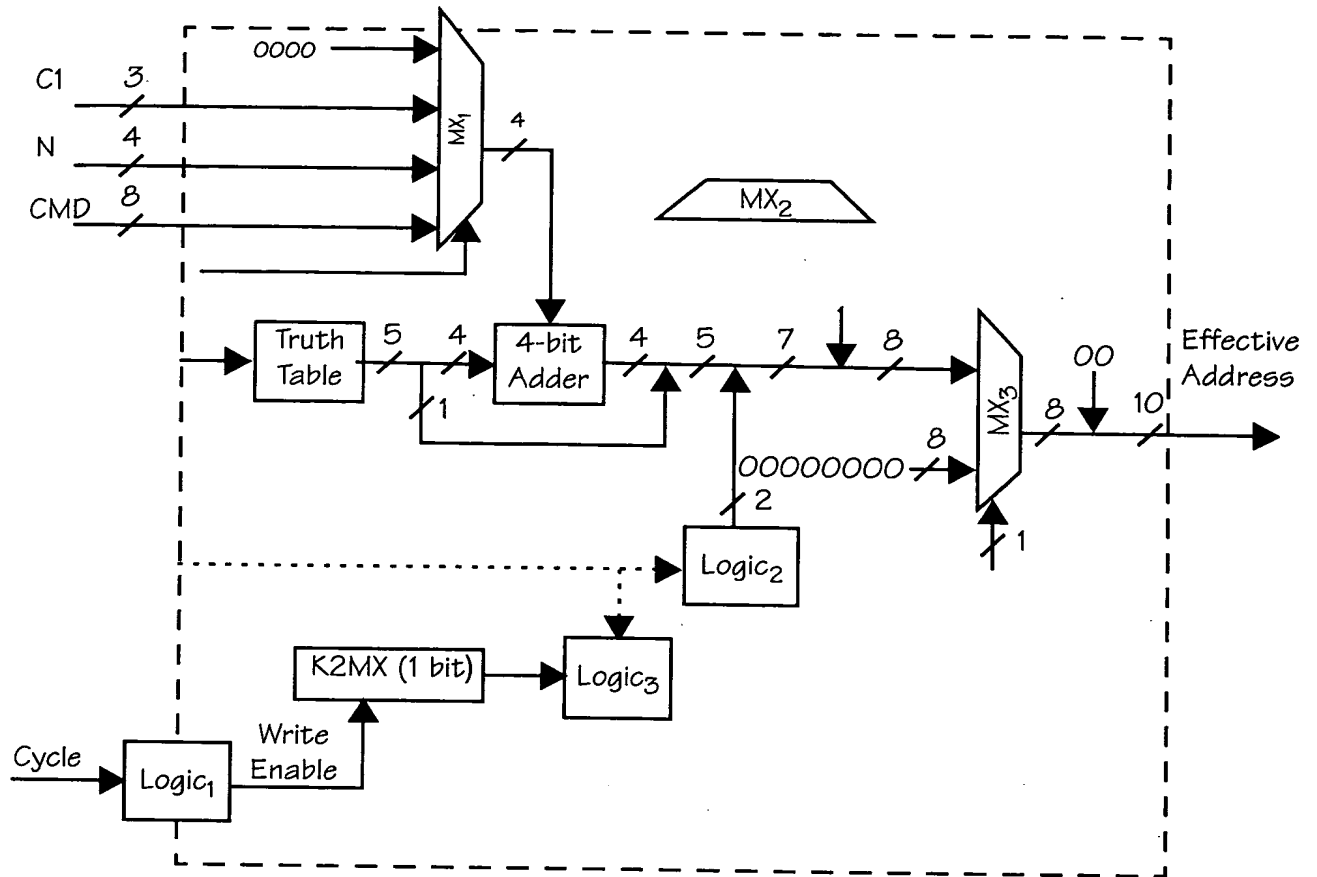 0000
C1
3
N
4
CMD
8
MX1
4
MX2
Truth
Table
5
4
1
4-bit
Adder
4
5
7
1
8
MX3
00
8
10
Effective
Address
00000000
8
1
2
Logic2
K2MX (1 bit)
Logic3
Cycle
Logic1
Write
Enable